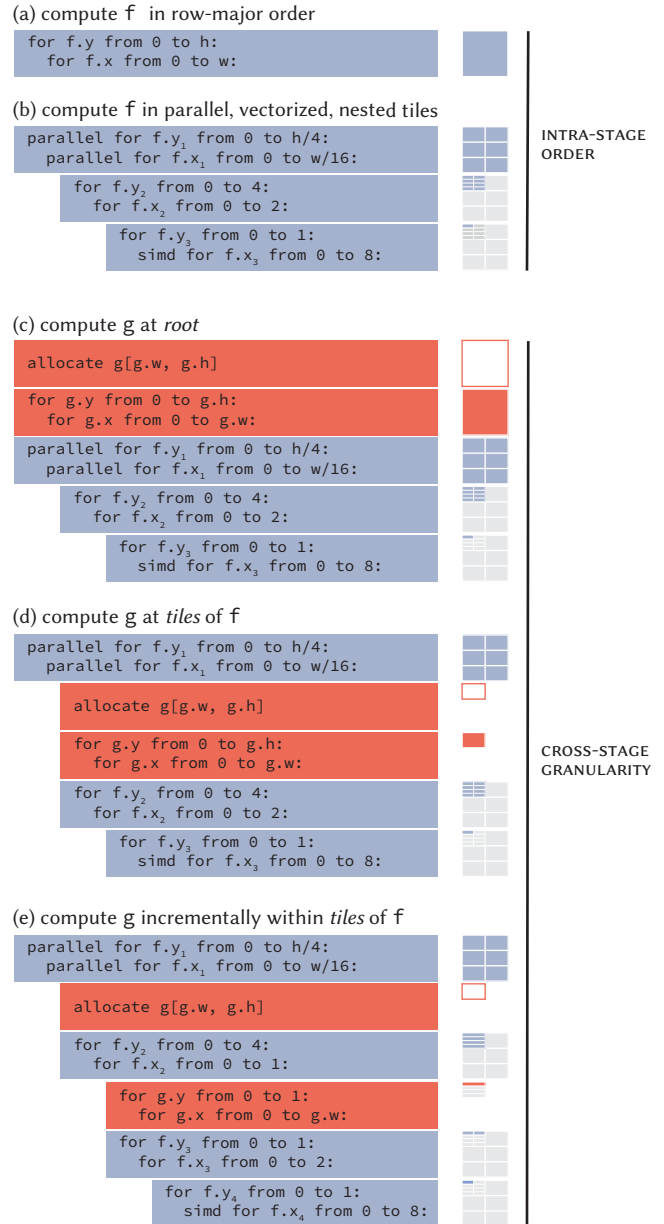 (a) compute f in row-major order
for f.y from 0 to h:
for f.x from 0 to w:
(b) compute f in parallel, vectorized, nested tiles
parallel for f.y₁ from 0 to h/4:
parallel for f.x₁ from 0 to w/16:
for f.y₂ from 0 to 4:
for f.x₂ from 0 to 2:
for f.y₃ from 0 to 1:
simd for f.x₃ from 0 to 8:
INTRA-STAGE
ORDER
(c) compute g at root
allocate g[g.w, g.h]
for g.y from 0 to g.h:
for g.x from 0 to g.w:
parallel for f.y₁ from 0 to h/4:
parallel for f.x₁ from 0 to w/16:
for f.y₂ from 0 to 4:
for f.x₂ from 0 to 2:
for f.y₃ from 0 to 1:
simd for f.x₃ from 0 to 8:
(d) compute g at tiles of f
parallel for f.y₁ from 0 to h/4:
parallel for f.x₁ from 0 to w/16:
allocate g[g.w, g.h]
for g.y from 0 to g.h:
for g.x from 0 to g.w:
for f.y₂ from 0 to 4:
for f.x₂ from 0 to 2:
for f.y₃ from 0 to 1:
simd for f.x₃ from 0 to 8:
CROSS-STAGE
GRANULARITY
(e) compute g incrementally within tiles of f
parallel for f.y₁ from 0 to h/4:
parallel for f.x₁ from 0 to w/16:
allocate g[g.w, g.h]
for f.y₂ from 0 to 4:
for f.x₂ from 0 to 1:
for g.y from 0 to 1:
for g.x from 0 to g.w:
for f.y₃ from 0 to 1:
for f.x₃ from 0 to 2:
for f.y₄ from 0 to 1:
simd for f.x₄ from 0 to 8: